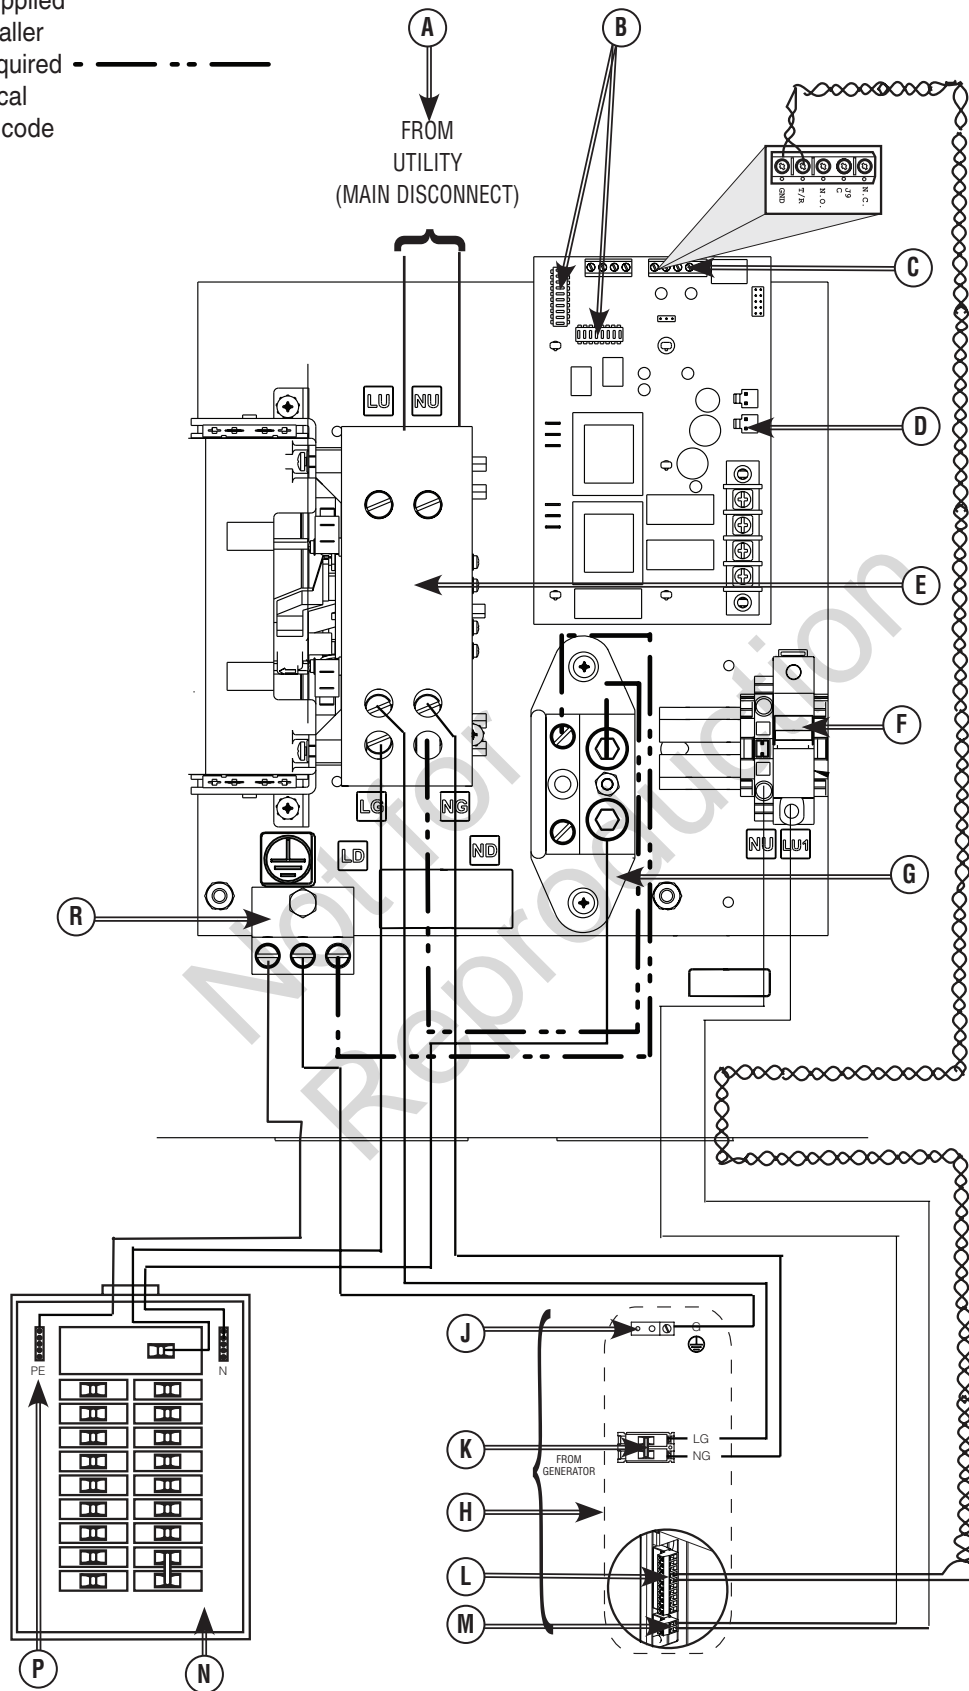 pplied
aller
quired
cal
code
A
B
FROM
UTILITY
(MAIN DISCONNECT)
GND
T/R
N.O.
J9
C
N.C.
C
LU
NU
D
E
F
LG
NG
LD
ND
NU
LU1
G
R
Not for
Reproduction
J
G
PE
N
K
LG
NG
FROM
GENERATOR
H
L
M
P
N